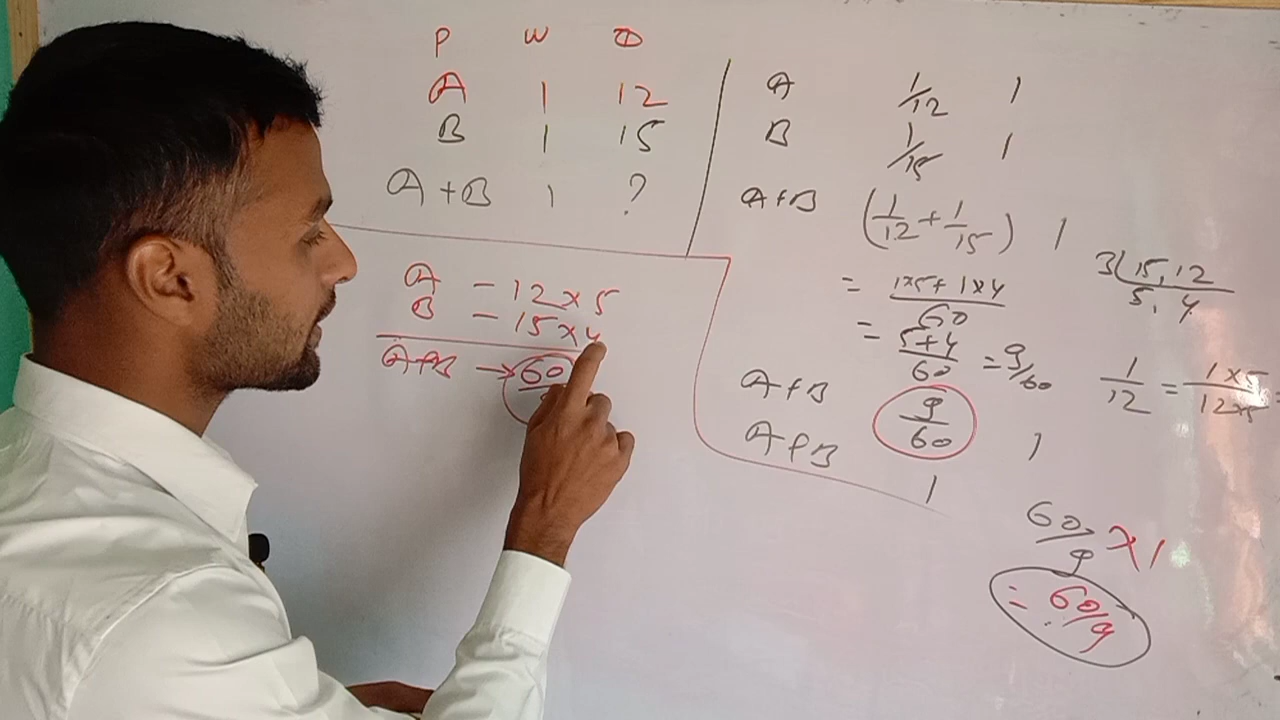 P W D
A 1 12
B 1 15
A+B 1 ?
A - 12×5
B - 15×4
A+B → 60
A 1/12 1
B 1/15 1
A+B (1/12 + 1/15) 1
= 1×5+1×4/60
= 5+4/60 = 9/60
A+B 9/60 1
A+B 1 60/9 ×1
= 60/9
3 15, 12
5, 4
1/12 = 1×5/12×5 =